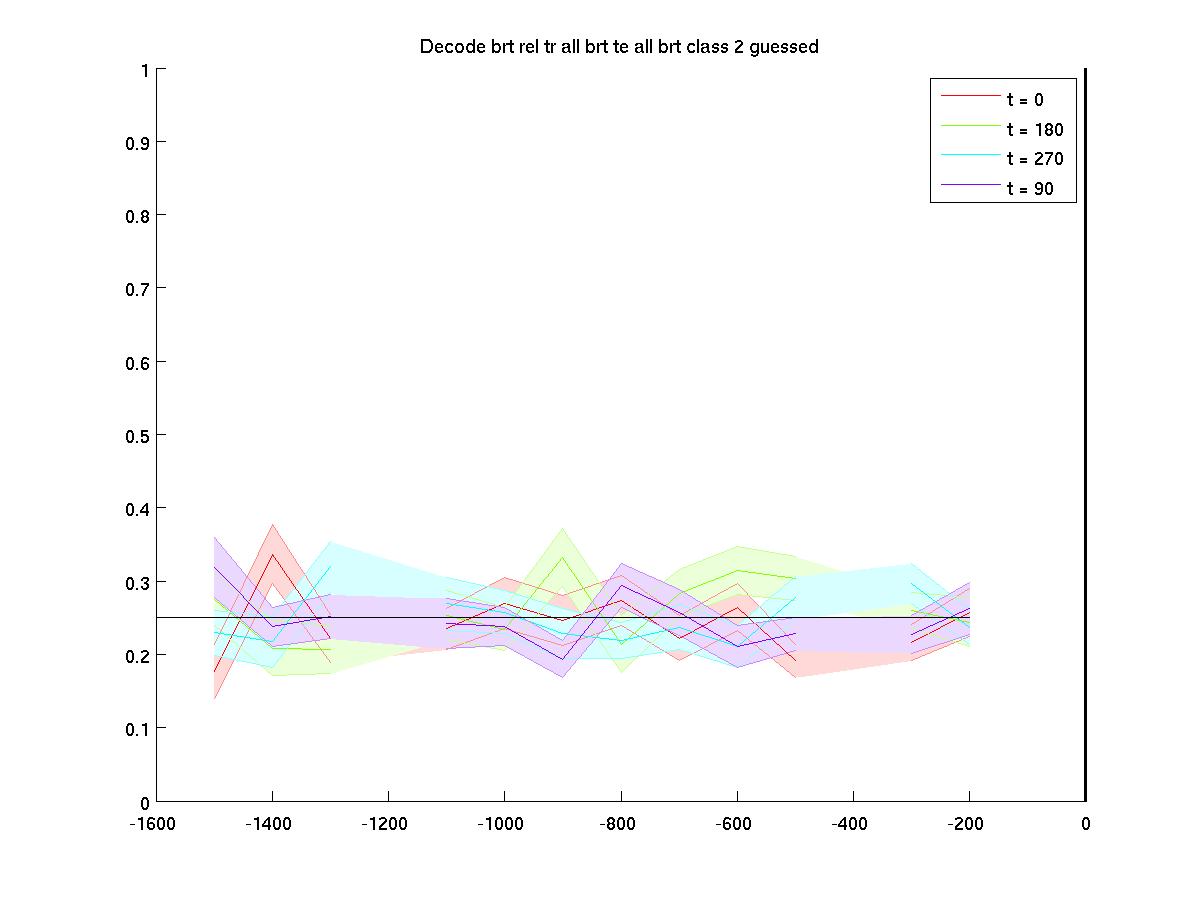 Decode brt rel tr all brt te all brt class 2 guessed
1
0.9
0.8
0.7
0.6
0.5
0.4
0.3
0.2
0.1
0
t = 0
t = 180
t = 270
t = 90
-1600 -1400 -1200 -1000 -800 -600 -400 -200 0